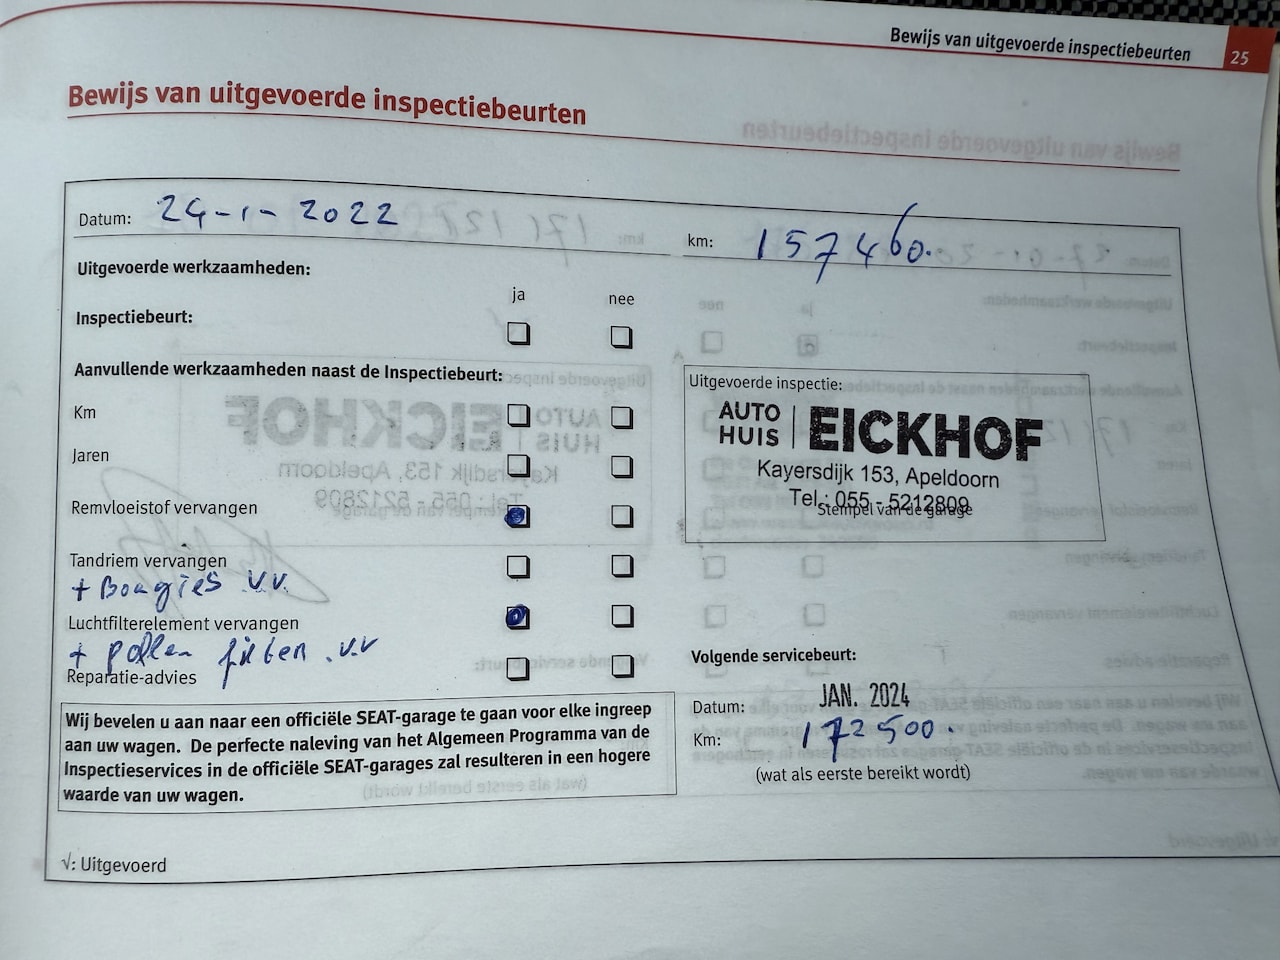 Bewijs van uitgevoerde inspectiebeurten 25
Bewijs van uitgevoerde inspectiebeurten
Datum: 24-1-2022 km: 157460.
Uitgevoerde werkzaamheden:
ja nee
Inspectiebeurt:
Aanvullende werkzaamheden naast de Inspectiebeurt:
Km
Jaren
Remvloeistof vervangen
Tandriem vervangen
+ Bougies v.v.
Luchtfilterelement vervangen
+ pollen filter .v.v
Reparatie-advies
Uitgevoerde inspectie:
AUTO HUIS | EICKHOF
Kayersdijk 153, Apeldoorn
Tel.: 055 - 5212809
Stempel van de garage
Volgende servicebeurt:
Datum: JAN. 2024
Km: 172500.
(wat als eerste bereikt wordt)
Wij bevelen u aan naar een officiële SEAT-garage te gaan voor elke ingreep
aan uw wagen. De perfecte naleving van het Algemeen Programma van de
Inspectieservices in de officiële SEAT-garages zal resulteren in een hogere
waarde van uw wagen.
√: Uitgevoerd